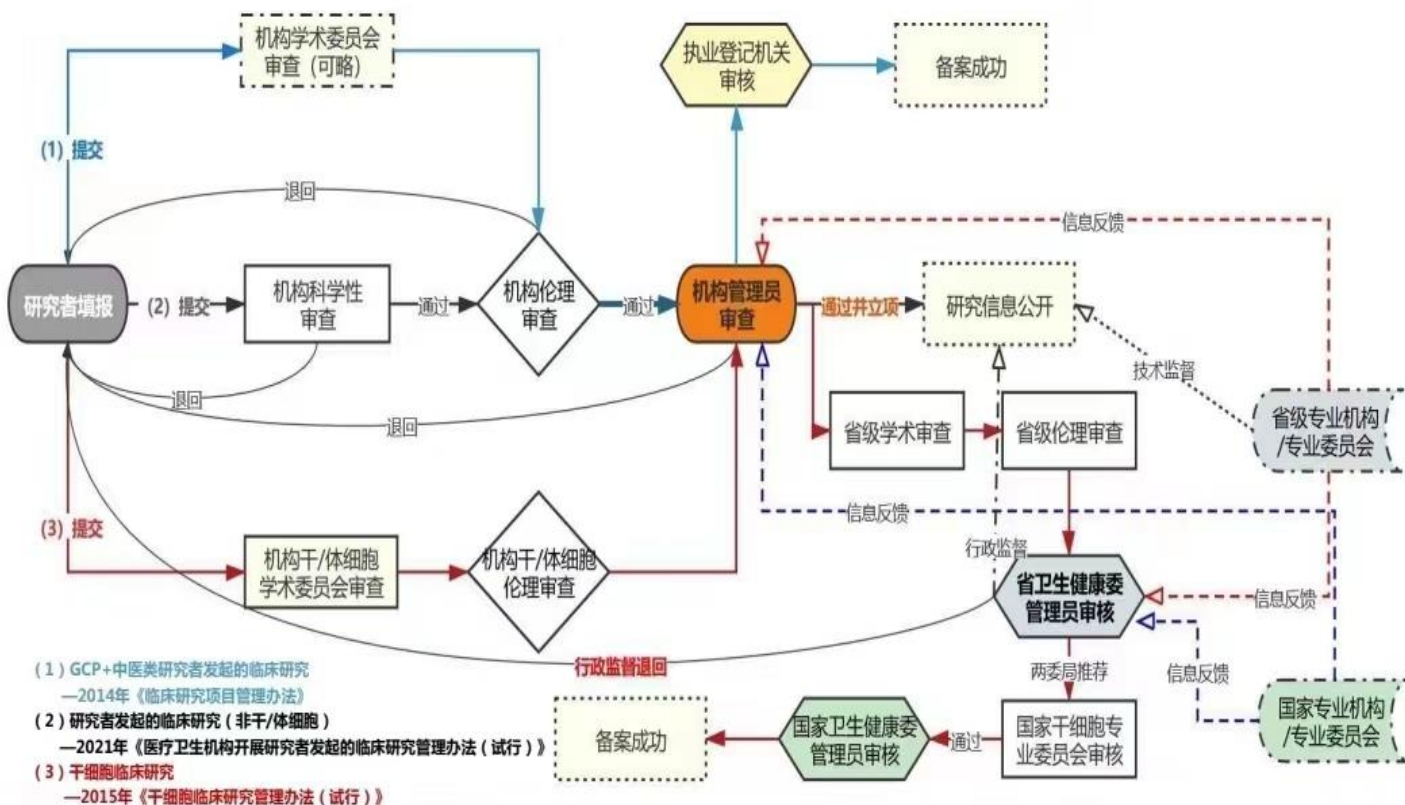 机构学术委员会
审查（可略）
执业登记机关
审核
备案成功
(1) 提交
退回
信息反馈
研究者填报
(2) 提交
机构科学性
审查
通过
机构伦理
审查
通过
机构管理员
审查
通过并立项
研究信息公开
技术监督
退回
退回
省级学术审查
省级伦理审查
省级专业机构
/专业委员会
信息反馈
(3) 提交
行政监督
机构干/体细胞
学术委员会审查
机构干/体细胞
伦理审查
省卫生健康委
管理员审核
信息反馈
行政监督退回
两委局推荐
信息反馈
备案成功
国家卫生健康委
管理员审核
通过
国家干细胞专
业委员会审核
国家专业机构
/专业委员会
（1）GCP+中医类研究者发起的临床研究
—2014年《临床研究项目管理办法》
（2）研究者发起的临床研究（非干/体细胞）
—2021年《医疗卫生机构开展研究者发起的临床研究管理办法（试行）》
（3）干细胞临床研究
—2015年《干细胞临床研究管理办法（试行）》